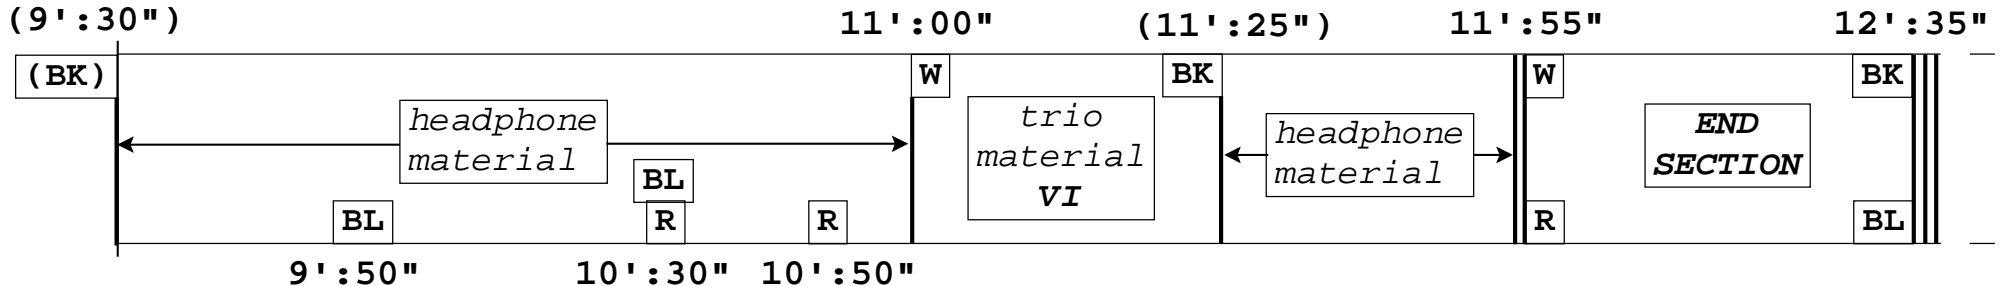 (9':30") 11':00" (11':25") 11':55" 12':35"
(BK) W BK W BK
headphone
material
trio
material
VI
headphone
material
END
SECTION
BL
BL R R R BL
9':50" 10':30" 10':50"